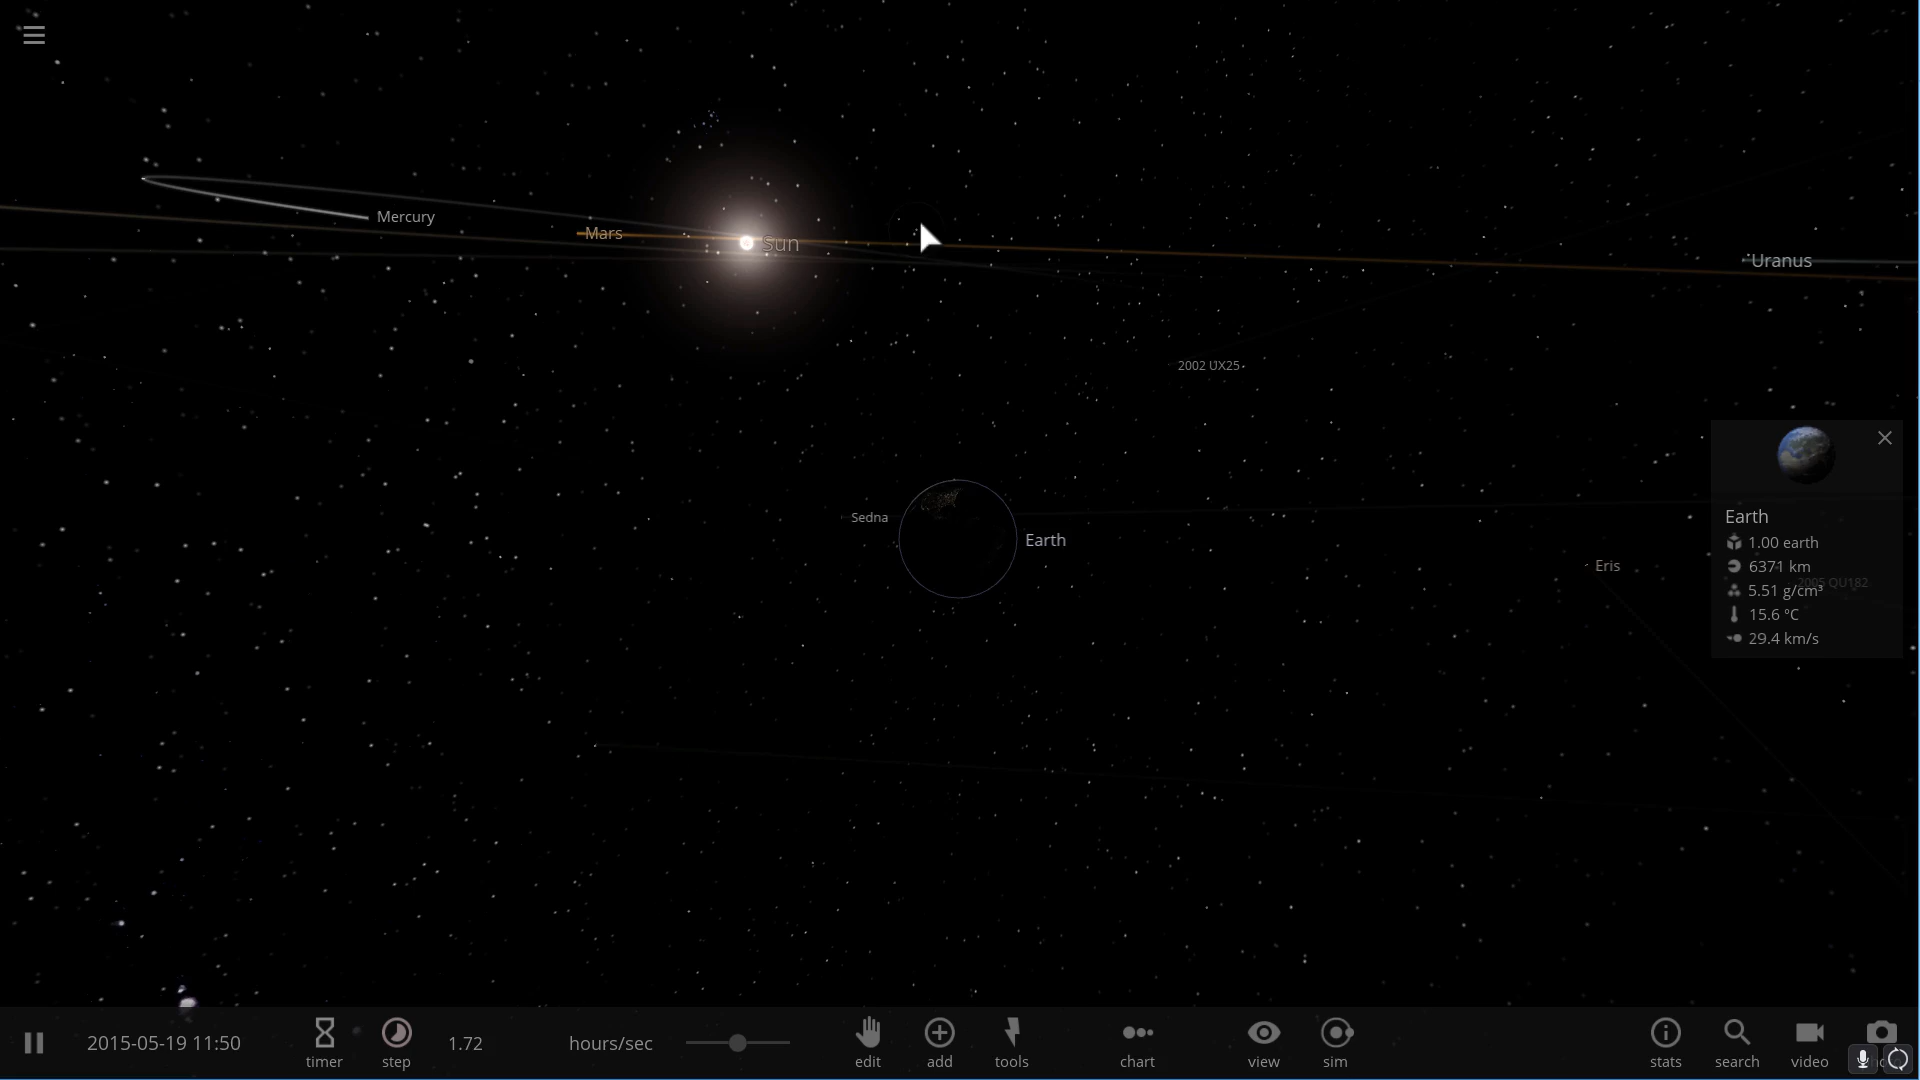 Mercury
Mars
Sun
Uranus
2002 UX25
Sedna
Earth
Eris
Earth
1.00 earth
6371 km
2005 QU182
5.51 g/cm³
15.6 °C
29.4 km/s
2015-05-19 11:50
timer
step
1.72
hours/sec
edit
add
tools
chart
view
sim
stats
search
video